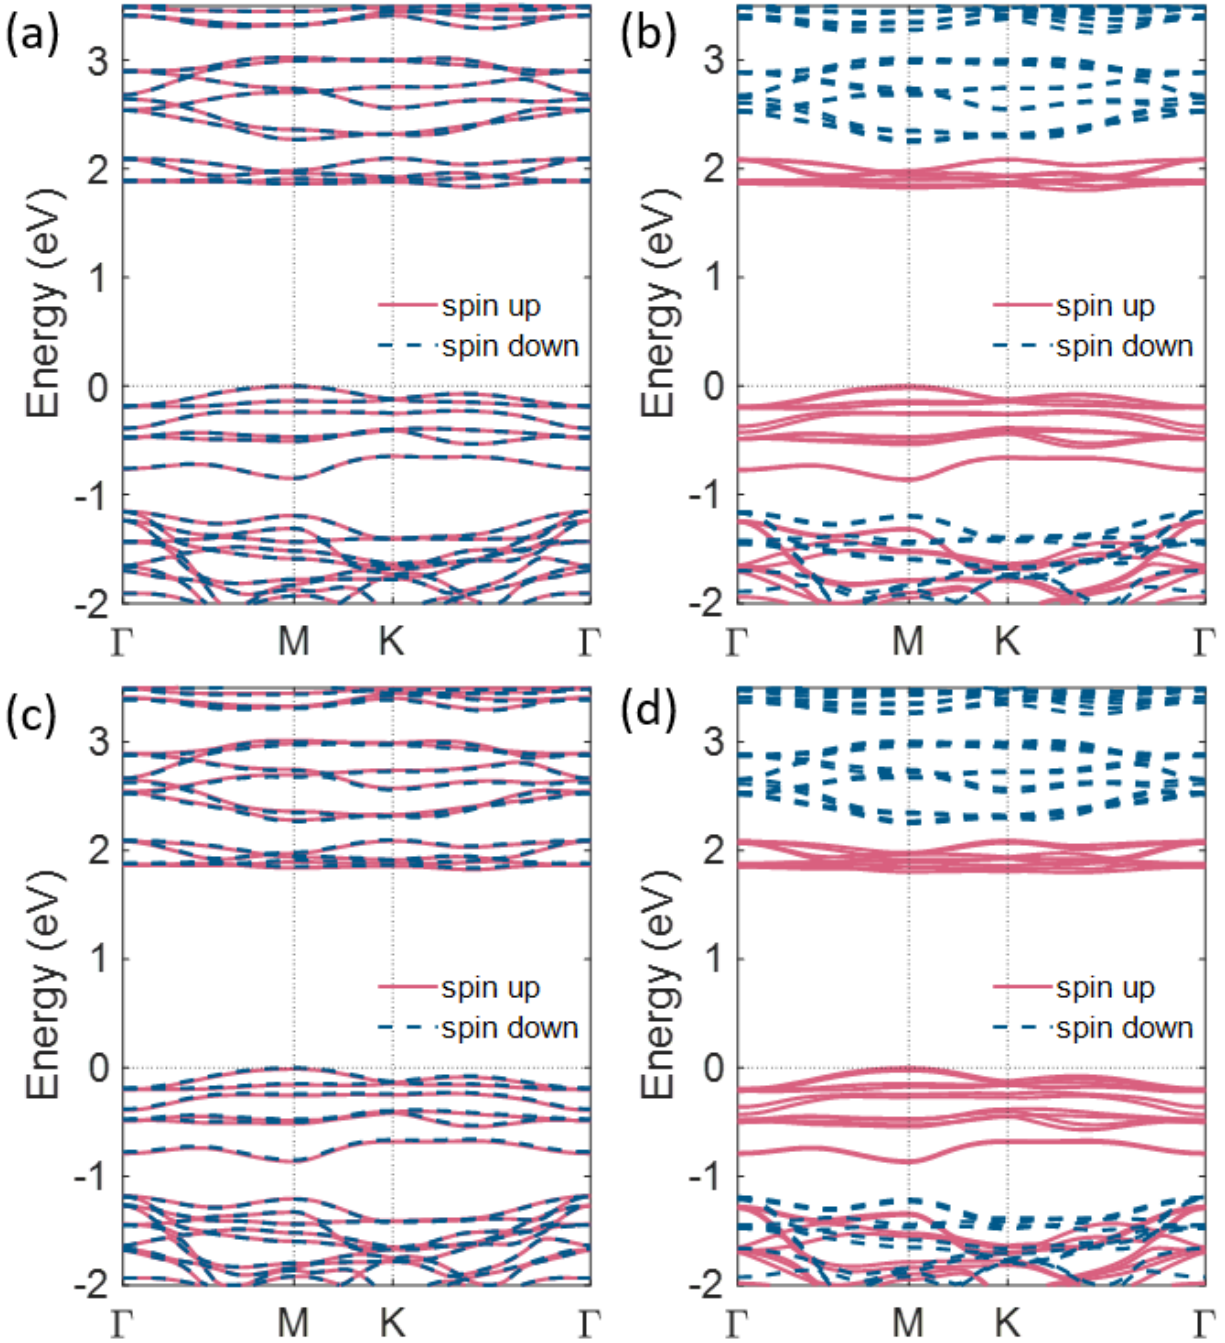 (a)
3
2
1
0
-1
-2
Energy (eV)
spin up
spin down
Γ M K Γ
(b)
3
2
1
0
-1
-2
Energy (eV)
spin up
spin down
Γ M K Γ
(c)
3
2
1
0
-1
-2
Energy (eV)
spin up
spin down
Γ M K Γ
(d)
3
2
1
0
-1
-2
Energy (eV)
spin up
spin down
Γ M K Γ